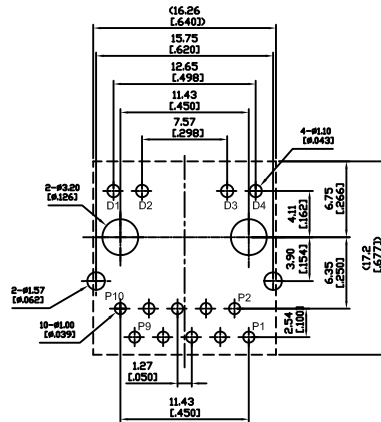 (16.26
[.640])
15.75
[.620]
12.65
[.498]
11.43
[.450]
7.57
[.298]
4-ø1.10
[ø.043]
2-ø3.20
[ø.126]
D1 D2 D3 D4
4.11
[.162]
6.75
[.266]
(17.2
[.677])
3.90
[.154]
6.35
[.250]
2-ø1.57
[ø.062]
P10 P2
10-ø1.00
[ø.039]
P9 P1
2.54
[.100]
1.27
[.050]
11.43
[.450]